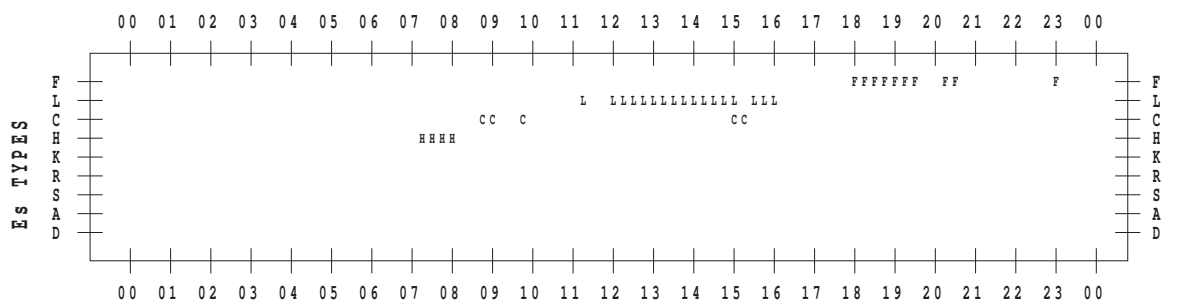 00 01 02 03 04 05 06 07 08 09 10 11 12 13 14 15 16 17 18 19 20 21 22 23 00
F FFFFFFF FF F F
L L LLLLLLLLLLLLL LLL L
C CC C CC C
H HHHH H
K K
R R
S S
A A
D D
Es TYPES
00 01 02 03 04 05 06 07 08 09 10 11 12 13 14 15 16 17 18 19 20 21 22 23 00